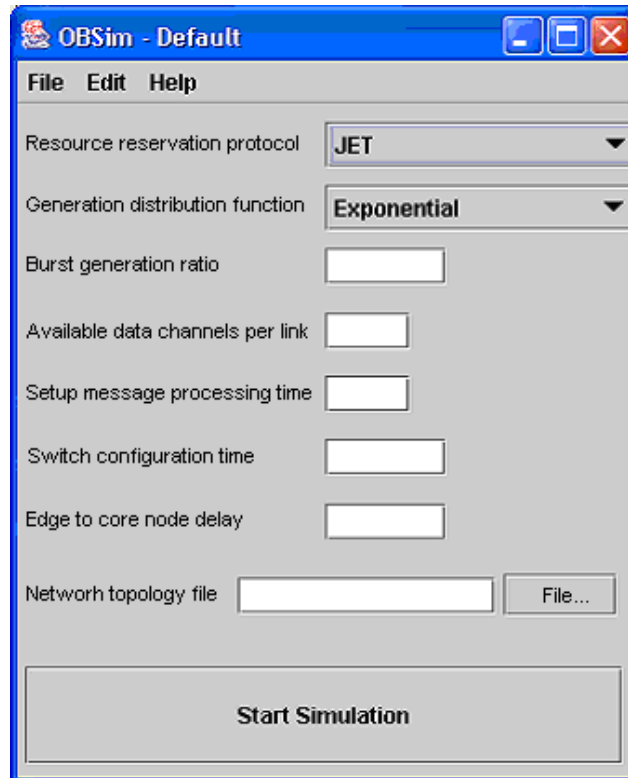 OBSim - Default
File Edit Help
Resource reservation protocol JET
Generation distribution function Exponential
Burst generation ratio
Available data channels per link
Setup message processing time
Switch configuration time
Edge to core node delay
Networh topology file File...
Start Simulation